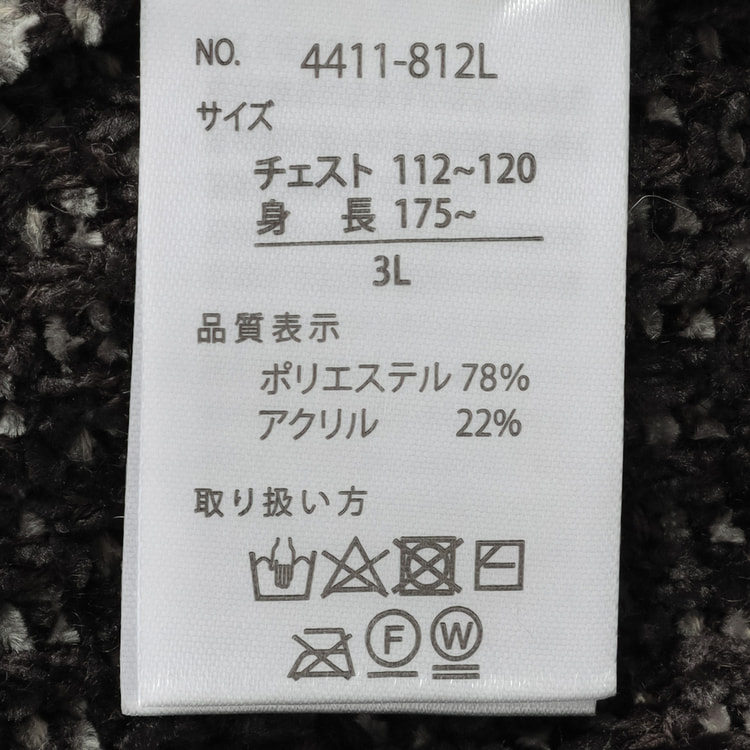 NO. 4411-812L
サイズ
チェスト 112~120
身長 175~
3L
品質表示
ポリエステル 78%
アクリル 22%
取り扱い方
F W